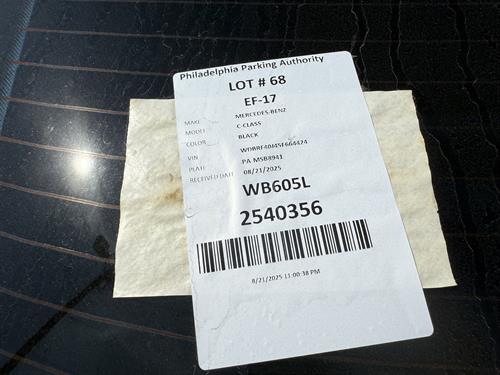 Philadelphia Parking Authority
LOT # 68
EF-17
MAKE MERCEDES-BENZ
MODEL C-CLASS
COLOR BLACK
VIN WDBRF40J45F664424
PLATE PA MSB8941
RECEIVED DATE 08/21/2025
WB605L
2540356
8/21/2025 11:00:38 PM